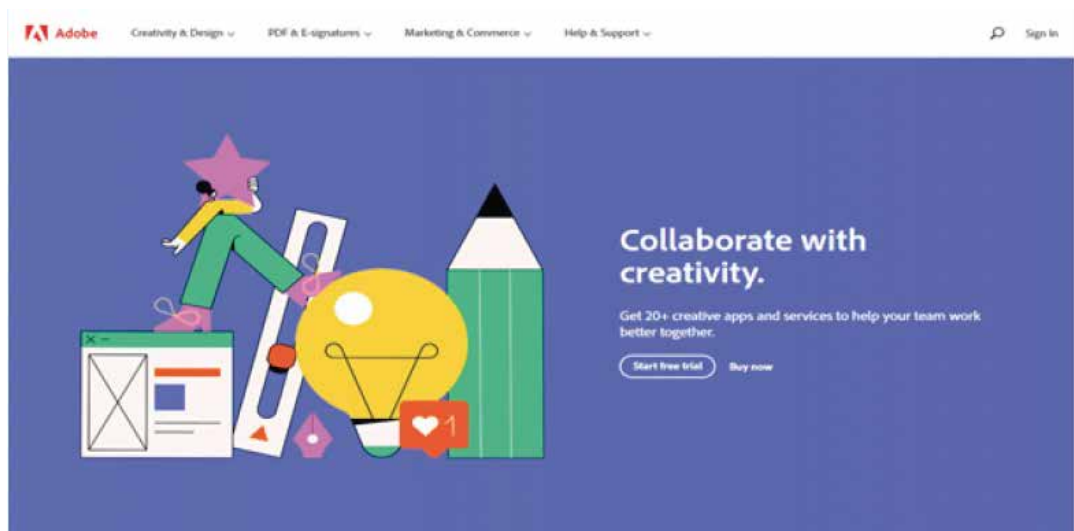 Adobe
Creativity & Design
PDF & E-signatures
Marketing & Commerce
Help & Support
Sign In
Collaborate with
creativity.
Get 20+ creative apps and services to help your team work
better together.
Start free trial
Buy now
1